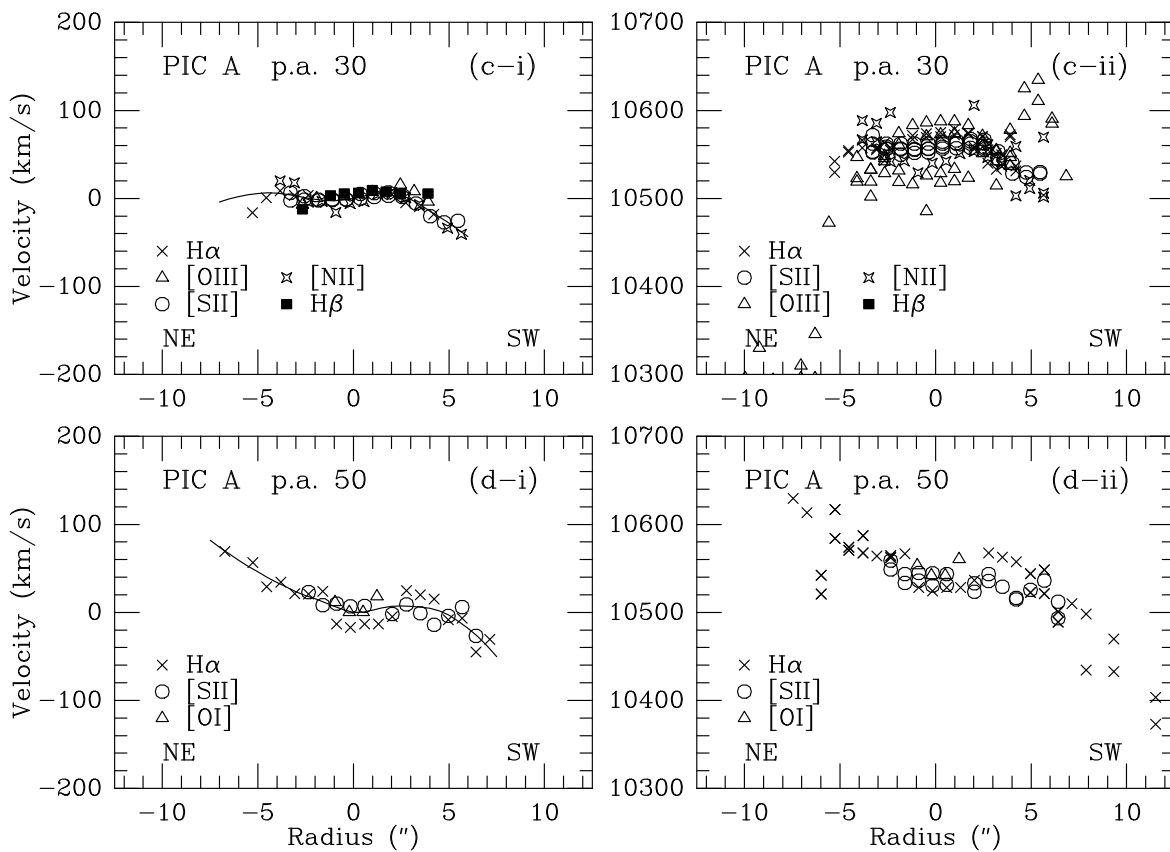 PIC A p.a. 30 (c-i)
200
100
0
-100
-200
Velocity (km/s)
Hα
[OIII] [NII]
[SII] Hβ
NE SW
-10 -5 0 5 10
PIC A p.a. 30 (c-ii)
10700
10600
10500
10400
10300
Hα
[SII] [NII]
[OIII] Hβ
NE SW
-10 -5 0 5 10
PIC A p.a. 50 (d-i)
200
100
0
-100
-200
Velocity (km/s)
Hα
[SII]
[OI]
NE SW
-10 -5 0 5 10
Radius (″)
PIC A p.a. 50 (d-ii)
10700
10600
10500
10400
10300
Hα
[SII]
[OI]
NE SW
-10 -5 0 5 10
Radius (″)